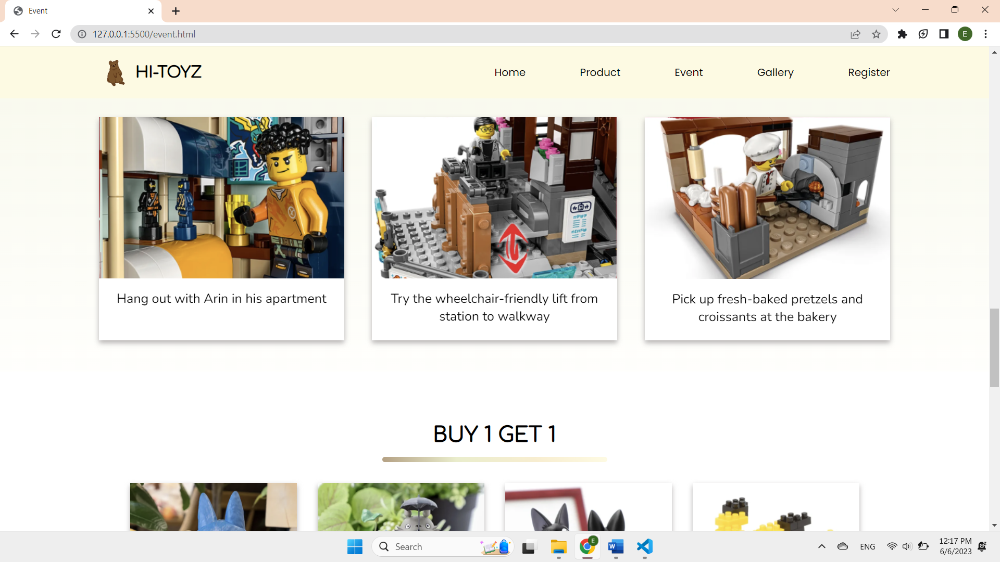 Event
127.0.0.1:5500/event.html
E
HI-TOYZ
Home
Product
Event
Gallery
Register
Hang out with Arin in his apartment
Try the wheelchair-friendly lift from
station to walkway
Pick up fresh-baked pretzels and
croissants at the bakery
BUY 1 GET 1
Search
E
W
ENG
12:17 PM
6/6/2023